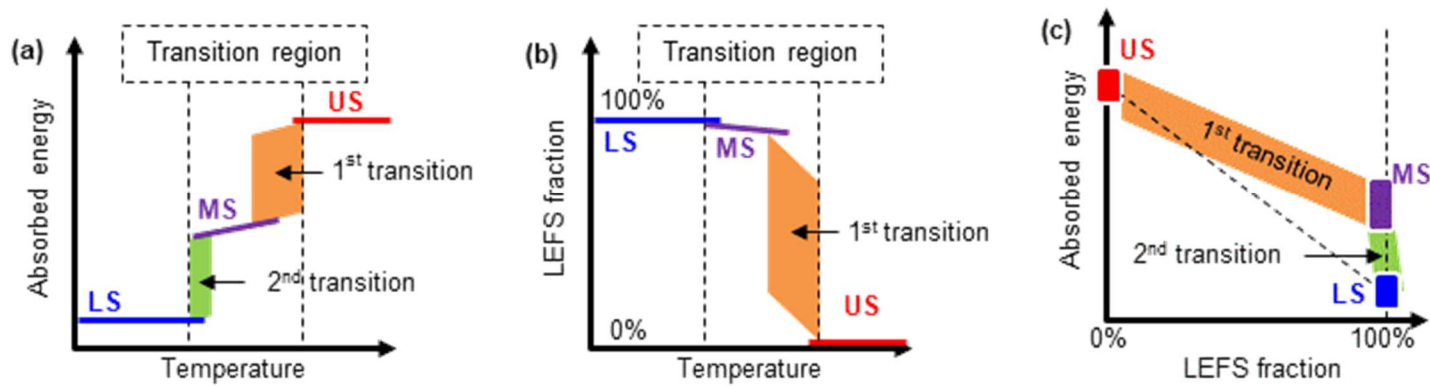 (a)
Transition region
US
1st transition
MS
2nd transition
LS
Absorbed energy
Temperature
(b)
Transition region
100%
LS
MS
1st transition
US
0%
LEFS fraction
Temperature
(c)
US
1st transition
MS
2nd transition
LS
Absorbed energy
0%
100%
LEFS fraction